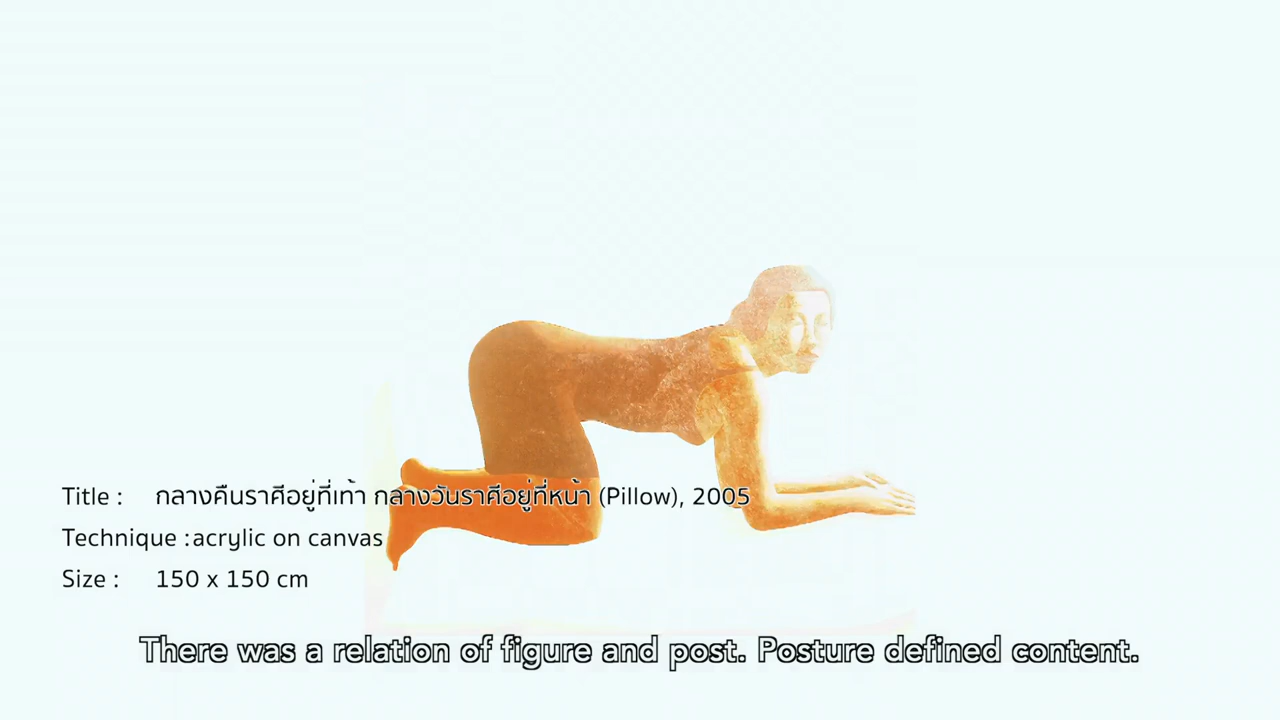 Title : กลางคืนราศีอยู่ที่เท้า กลางวันราศีอยู่ที่หน้า (Pillow), 2005
Technique :acrylic on canvas
Size : 150 x 150 cm
There was a relation of figure and post. Posture defined content.